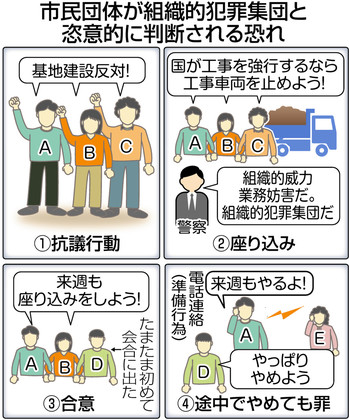 市民団体が組織的犯罪集団と
恣意的に判断される恐れ
基地建設反対!
A
B
C
①抗議行動
国が工事を強行するなら
工事車両を止めよう!
A
B
C
組織的威力
業務妨害だ。
組織的犯罪集団だ
警察
②座り込み
来週も
座り込みをしよう!
A
B
D
たまたま初めて
会合に出た
③合意
電話連絡
(準備行為)
来週もやるよ!
A
E
D
やっぱり
やめよう
④途中でやめても罪